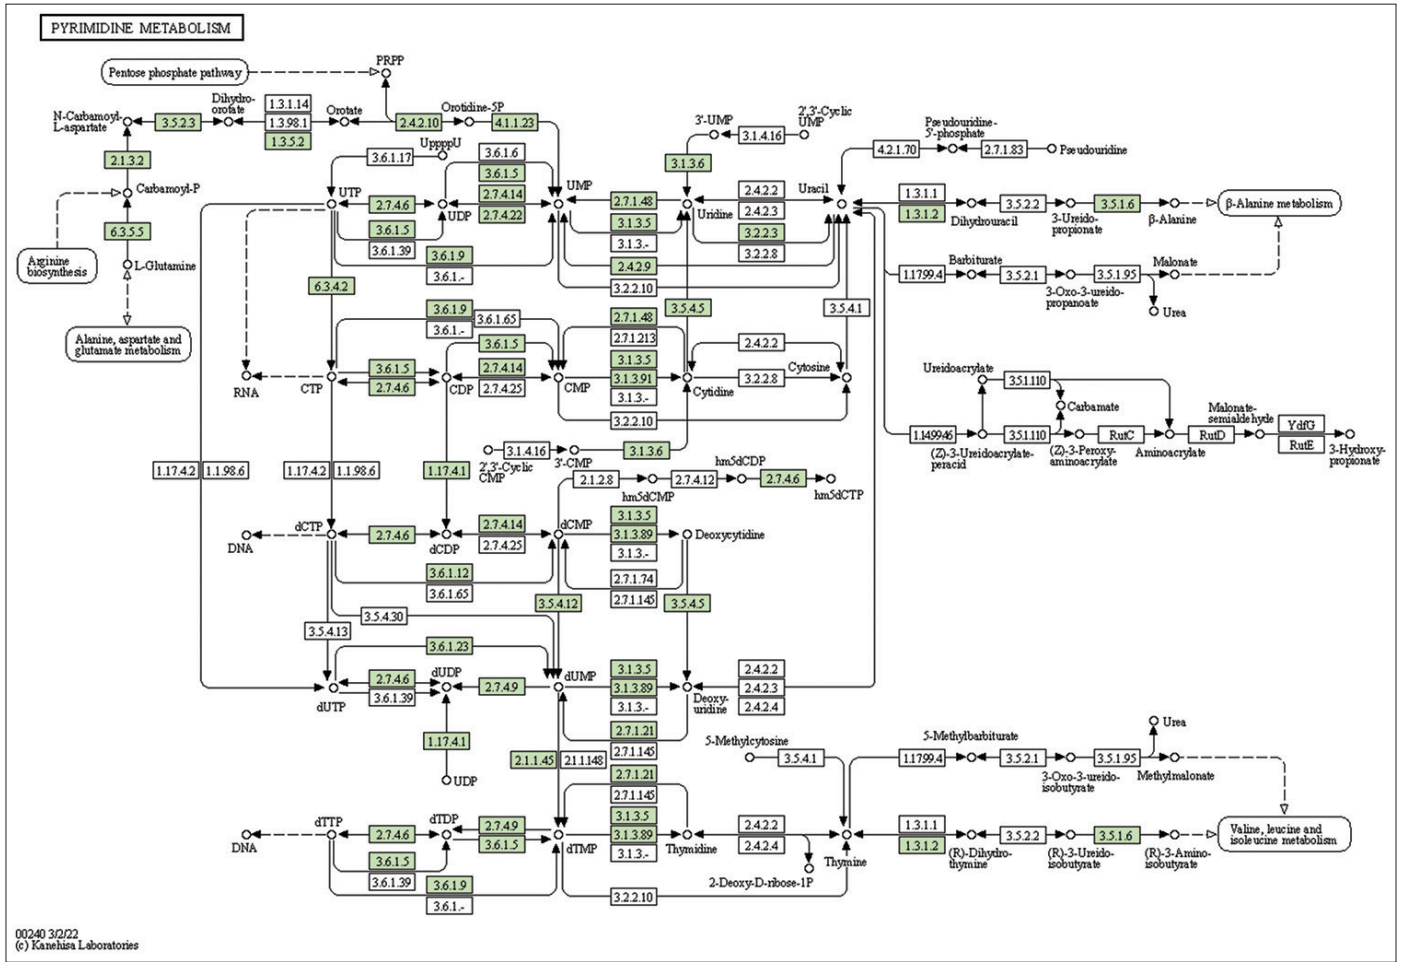 PYRIMIDINE METABOLISM
Pentose phosphate pathway
PRPP
N-Carbamoyl-
L-aspartate
3.5.2.3
Dihydro-
orotate
1.3.1.14
1.3.98.1
1.3.5.2
Orotate
2.4.2.10
Orotidine-5P
4.1.1.23
2.1.3.2
Carbamoyl-P
6.3.5.5
Arginine
biosynthesis
L-Glutamine
Alanine, aspartate and
glutamate metabolism
UppppU
3.6.1.17
3.6.1.6
3.6.1.5
UTP
2.7.4.6
UDP
2.7.4.14
2.7.4.22
UMP
3.6.1.5
3.6.1.39
3.6.1.9
3.6.1.-
2.7.1.48
3.1.3.5
3.1.3.-
2.4.2.9
3.2.2.10
Uridine
3'-UMP
3.1.4.16
2',3'-Cyclic
UMP
3.1.3.6
2.4.2.2
2.4.2.3
3.2.2.3
3.2.2.8
Uracil
4.2.1.70
Pseudouridine-
5'-phosphate
2.7.1.83
Pseudouridine
1.3.1.1
1.3.1.2
Dihydrouracil
3.5.2.2
3-Ureido-
propionate
3.5.1.6
β-Alanine
β-Alanine metabolism
1.17.99.4
Barbiturate
3.5.2.1
3-Oxo-3-ureido-
propanoate
3.5.1.95
Malonate
Urea
6.3.4.2
3.6.1.9
3.6.1.-
3.6.1.65
3.6.1.5
2.7.1.48
2.7.1.213
3.5.4.5
3.5.4.1
RNA
CTP
3.6.1.5
2.7.4.6
CDP
2.7.4.14
2.7.4.25
CMP
3.1.3.5
3.1.3.91
3.1.3.-
Cytidine
2.4.2.2
3.2.2.8
Cytosine
3.2.2.10
2',3'-Cyclic
CMP
3.1.4.16
3'-CMP
3.1.3.6
Ureidoacrylate
3.5.1.110
Carbamate
1.14.99.46
(Z)-3-Ureidoacrylate-
peracid
3.5.1.110
(Z)-3-Peroxy-
aminoacrylate
RutC
Aminoacrylate
RutD
Malonate-
semialdehyde
YdfG
RutE
3-Hydroxy-
propionate
1.17.4.2
1.1.98.6
1.17.4.2
1.1.98.6
1.17.4.1
2.1.2.8
hm5dCMP
2.7.4.12
hm5dCDP
2.7.4.6
hm5dCTP
DNA
dCTP
2.7.4.6
dCDP
2.7.4.14
2.7.4.25
dCMP
3.1.3.5
3.1.3.89
3.1.3.-
Deoxycytidine
3.6.1.12
3.6.1.65
2.7.1.74
2.7.1.145
3.5.4.12
3.5.4.5
3.5.4.30
3.5.4.13
3.6.1.23
dUTP
2.7.4.6
3.6.1.39
dUDP
2.7.4.9
dUMP
3.1.3.5
3.1.3.89
3.1.3.-
Deoxy-
uridine
2.4.2.2
2.4.2.3
2.4.2.4
1.17.4.1
UDP
2.7.1.21
2.7.1.145
2.1.1.45
2.1.1.148
2.7.1.21
2.7.1.145
5-Methylcytosine
3.5.4.1
5-Methylbarbiturate
1.17.99.4
3.5.2.1
3-Oxo-3-ureido-
isobutyrate
3.5.1.95
Methylmalonate
Urea
DNA
dTTP
2.7.4.6
dTDP
2.7.4.9
3.6.1.5
dTMP
3.1.3.5
3.1.3.89
3.1.3.-
Thymidine
2.4.2.2
2.4.2.4
2-Deoxy-D-ribose-1P
Thymine
1.3.1.1
1.3.1.2
(R)-Dihydro-
thymine
3.5.2.2
(R)-3-Ureido-
isobutyrate
3.5.1.6
(R)-3-Amino-
isobutyrate
Valine, leucine and
isoleucine metabolism
3.6.1.5
3.6.1.39
3.6.1.9
3.6.1.-
3.2.2.10
00240 3/2/22
(c) Kanehisa Laboratories